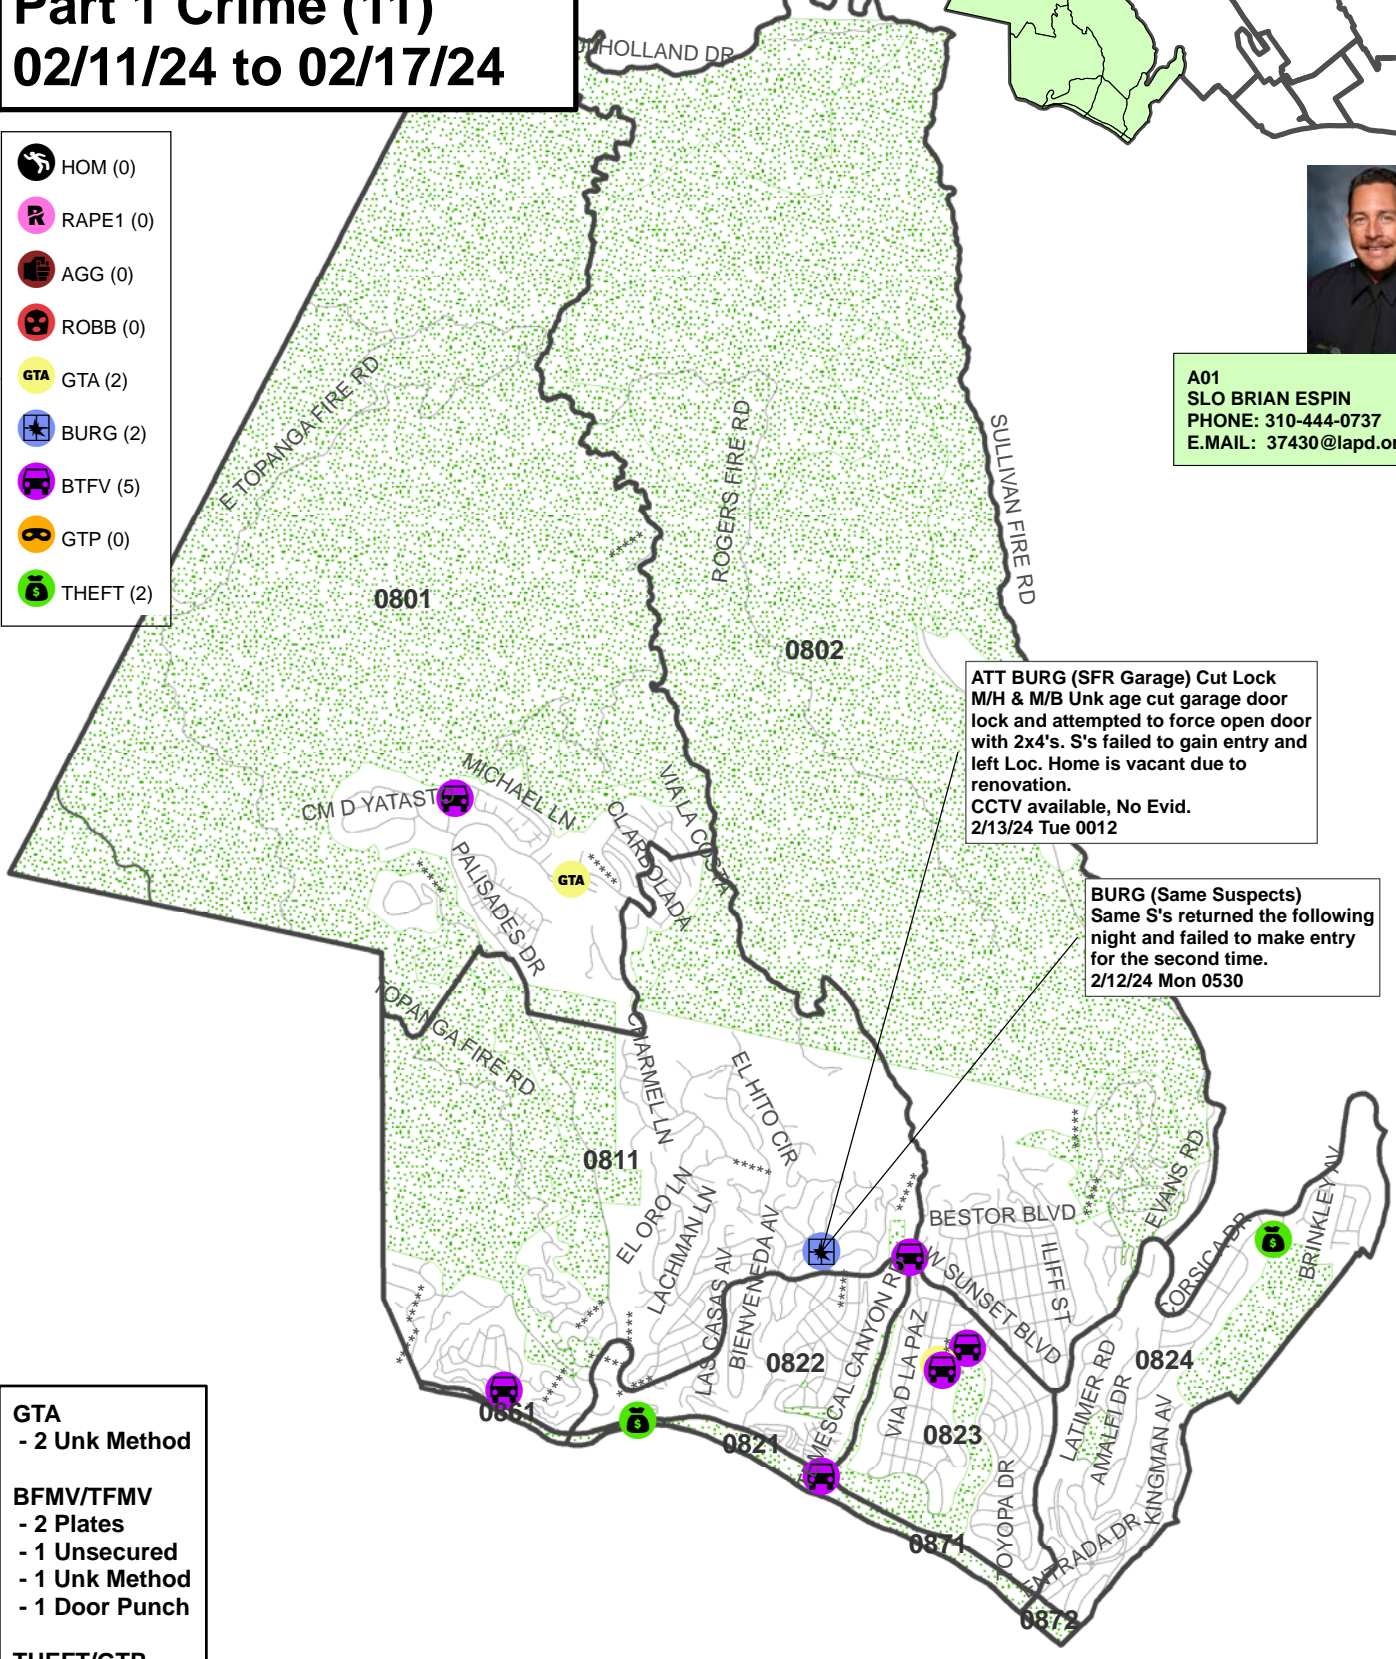 Part 1 Crime (11)
02/11/24 to 02/17/24
HOM (0)
RAPE1 (0)
AGG (0)
ROBB (0)
GTA GTA (2)
BURG (2)
BTFV (5)
GTP (0)
THEFT (2)
A01
SLO BRIAN ESPIN
PHONE: 310-444-0737
E.MAIL: 37430@lapd.or
HOLLAND DR
E TOPANGA FIRE RD
ROGERS FIRE RD
SULLIVAN FIRE RD
*****
0801
0802
ATT BURG (SFR Garage) Cut Lock
M/H & M/B Unk age cut garage door
lock and attempted to force open door
with 2x4's. S's failed to gain entry and
left Loc. Home is vacant due to
renovation.
CCTV available, No Evid.
2/13/24 Tue 0012
CM D YATAST
MICHAEL LN
VIA LA COSTA
CLARBOLADA
PALISADES DR
*****
*****
GTA
BURG (Same Suspects)
Same S's returned the following
night and failed to make entry
for the second time.
2/12/24 Mon 0530
TOPANGA FIRE RD
CHARMEL LN
EL HITO CIR
*****
0811
*****
EL ORO LN
LACHMAN LN
LAS CASAS AV
BIENVENEDA AV
*****
*****
BESTOR BLVD
EVANS RD
BRINKLEY AV
CORSICA DR
ILIFF ST
W SUNSET BLVD
*****
*****
*****
*****
*****
*****
*****
0822
TEMESCAL CANYON RD
VIA D LA PAZ
0824
LATIMER RD
AMALFI DR
KINGMAN AV
0861
0821
0823
TOYOPA DR
0871
ENTRADA DR
0872
GTA
- 2 Unk Method
BFMV/TFMV
- 2 Plates
- 1 Unsecured
- 1 Unk Method
- 1 Door Punch
THEFT/GTP